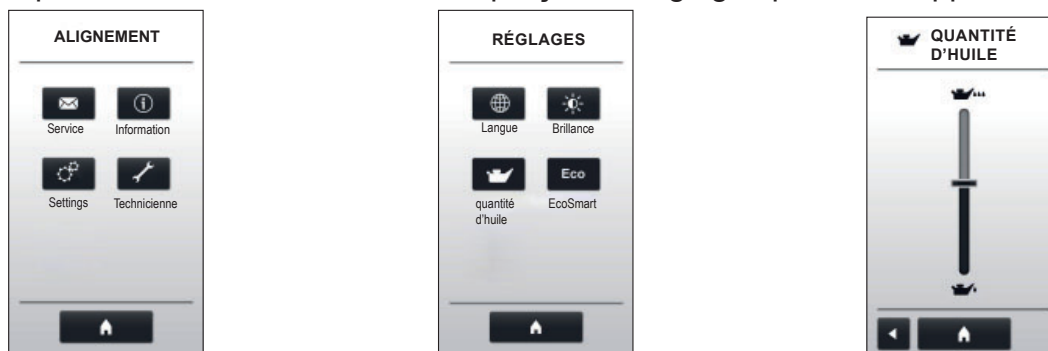 ALIGNEMENT
Service
Information
Settings
Technicienne
RÉGLAGES
Langue
Brillance
Eco
quantité
d'huile
EcoSmart
QUANTITÉ
D'HUILE